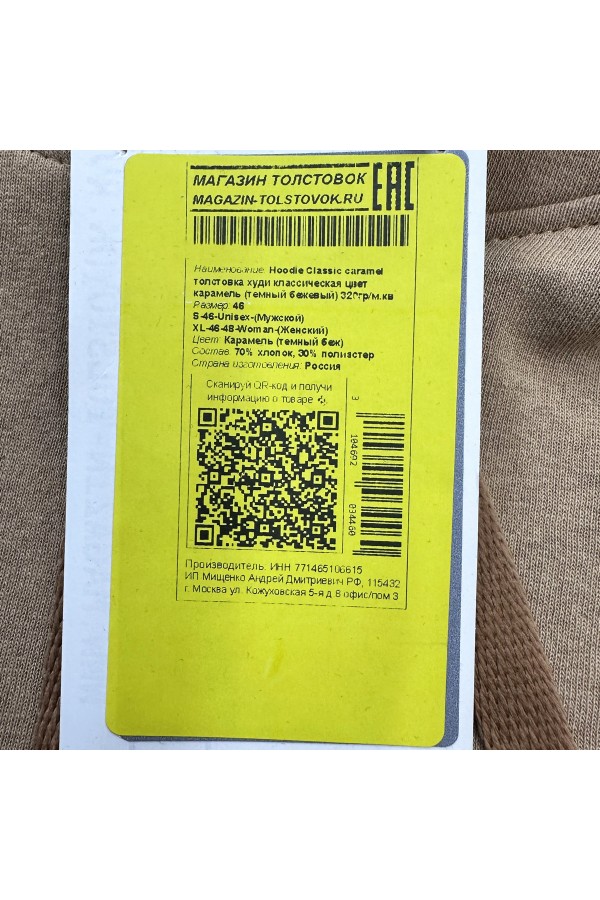 МАГАЗИН ТОЛСТОВОК
MAGAZIN-TOLSTOVOK.RU
EAC
Наименование: Hoodie Classic caramel
толстовка худи классическая цвет
карамель (темный бежевый) 320гр/м.кв
Размер: 46
S-46-Unisex-(Мужской)
XL-46-48-Woman-(Женский)
Цвет: Карамель (темный беж)
Состав: 70% хлопок, 30% полиэстер
Страна изготовления: Россия
Сканируй QR-код и получи
информацию о товаре
3 104692 034460
Производитель: ИНН 771465106615
ИП Мищенко Андрей Дмитриевич РФ, 115432
г. Москва ул. Кожуховская 5-я д.8 офис/пом 3